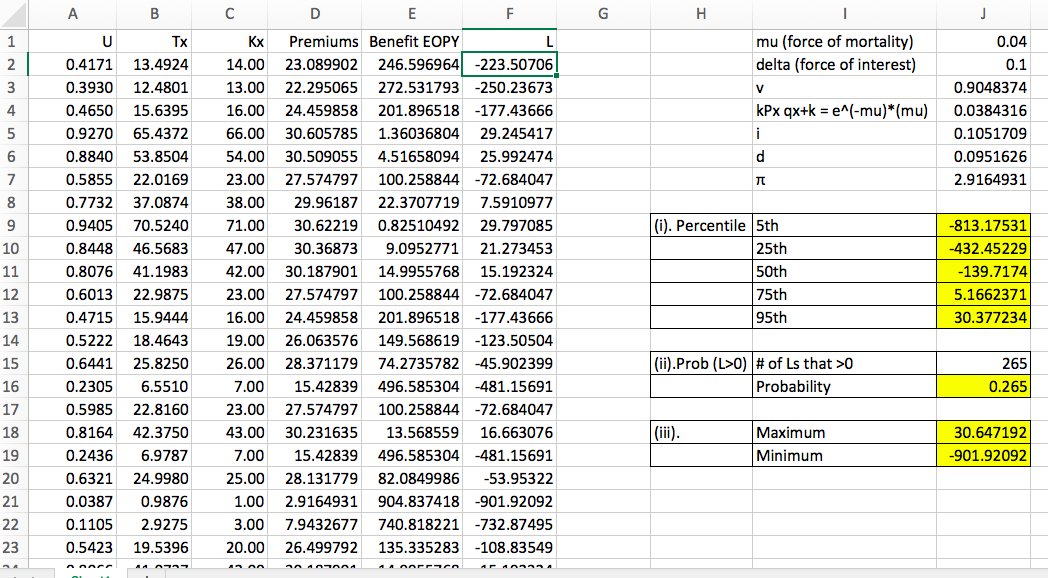 A B C D E F G H I J
1 U Tx Kx Premiums Benefit EOPY L mu (force of mortality) 0.04
2 0.4171 13.4924 14.00 23.089902 246.596964 -223.50706 delta (force of interest) 0.1
3 0.3930 12.4801 13.00 22.295065 272.531793 -250.23673 v 0.9048374
4 0.4650 15.6395 16.00 24.459858 201.896518 -177.43666 kPx qx+k = e^(-mu)*(mu) 0.0384316
5 0.9270 65.4372 66.00 30.605785 1.36036804 29.245417 i 0.1051709
6 0.8840 53.8504 54.00 30.509055 4.51658094 25.992474 d 0.0951626
7 0.5855 22.0169 23.00 27.574797 100.258844 -72.684047 π 2.9164931
8 0.7732 37.0874 38.00 29.96187 22.3707719 7.5910977
9 0.9405 70.5240 71.00 30.62219 0.82510492 29.797085 (i). Percentile 5th -813.17531
10 0.8448 46.5683 47.00 30.36873 9.0952771 21.273453 25th -432.45229
11 0.8076 41.1983 42.00 30.187901 14.9955768 15.192324 50th -139.7174
12 0.6013 22.9875 23.00 27.574797 100.258844 -72.684047 75th 5.1662371
13 0.4715 15.9444 16.00 24.459858 201.896518 -177.43666 95th 30.377234
14 0.5222 18.4643 19.00 26.063576 149.568619 -123.50504
15 0.6441 25.8250 26.00 28.371179 74.2735782 -45.902399 (ii).Prob (L>0) # of Ls that >0 265
16 0.2305 6.5510 7.00 15.42839 496.585304 -481.15691 Probability 0.265
17 0.5985 22.8160 23.00 27.574797 100.258844 -72.684047
18 0.8164 42.3750 43.00 30.231635 13.568559 16.663076 (iii). Maximum 30.647192
19 0.2436 6.9787 7.00 15.42839 496.585304 -481.15691 Minimum -901.92092
20 0.6321 24.9980 25.00 28.131779 82.0849986 -53.95322
21 0.0387 0.9876 1.00 2.9164931 904.837418 -901.92092
22 0.1105 2.9275 3.00 7.9432677 740.818221 -732.87495
23 0.5423 19.5396 20.00 26.499792 135.335283 -108.83549